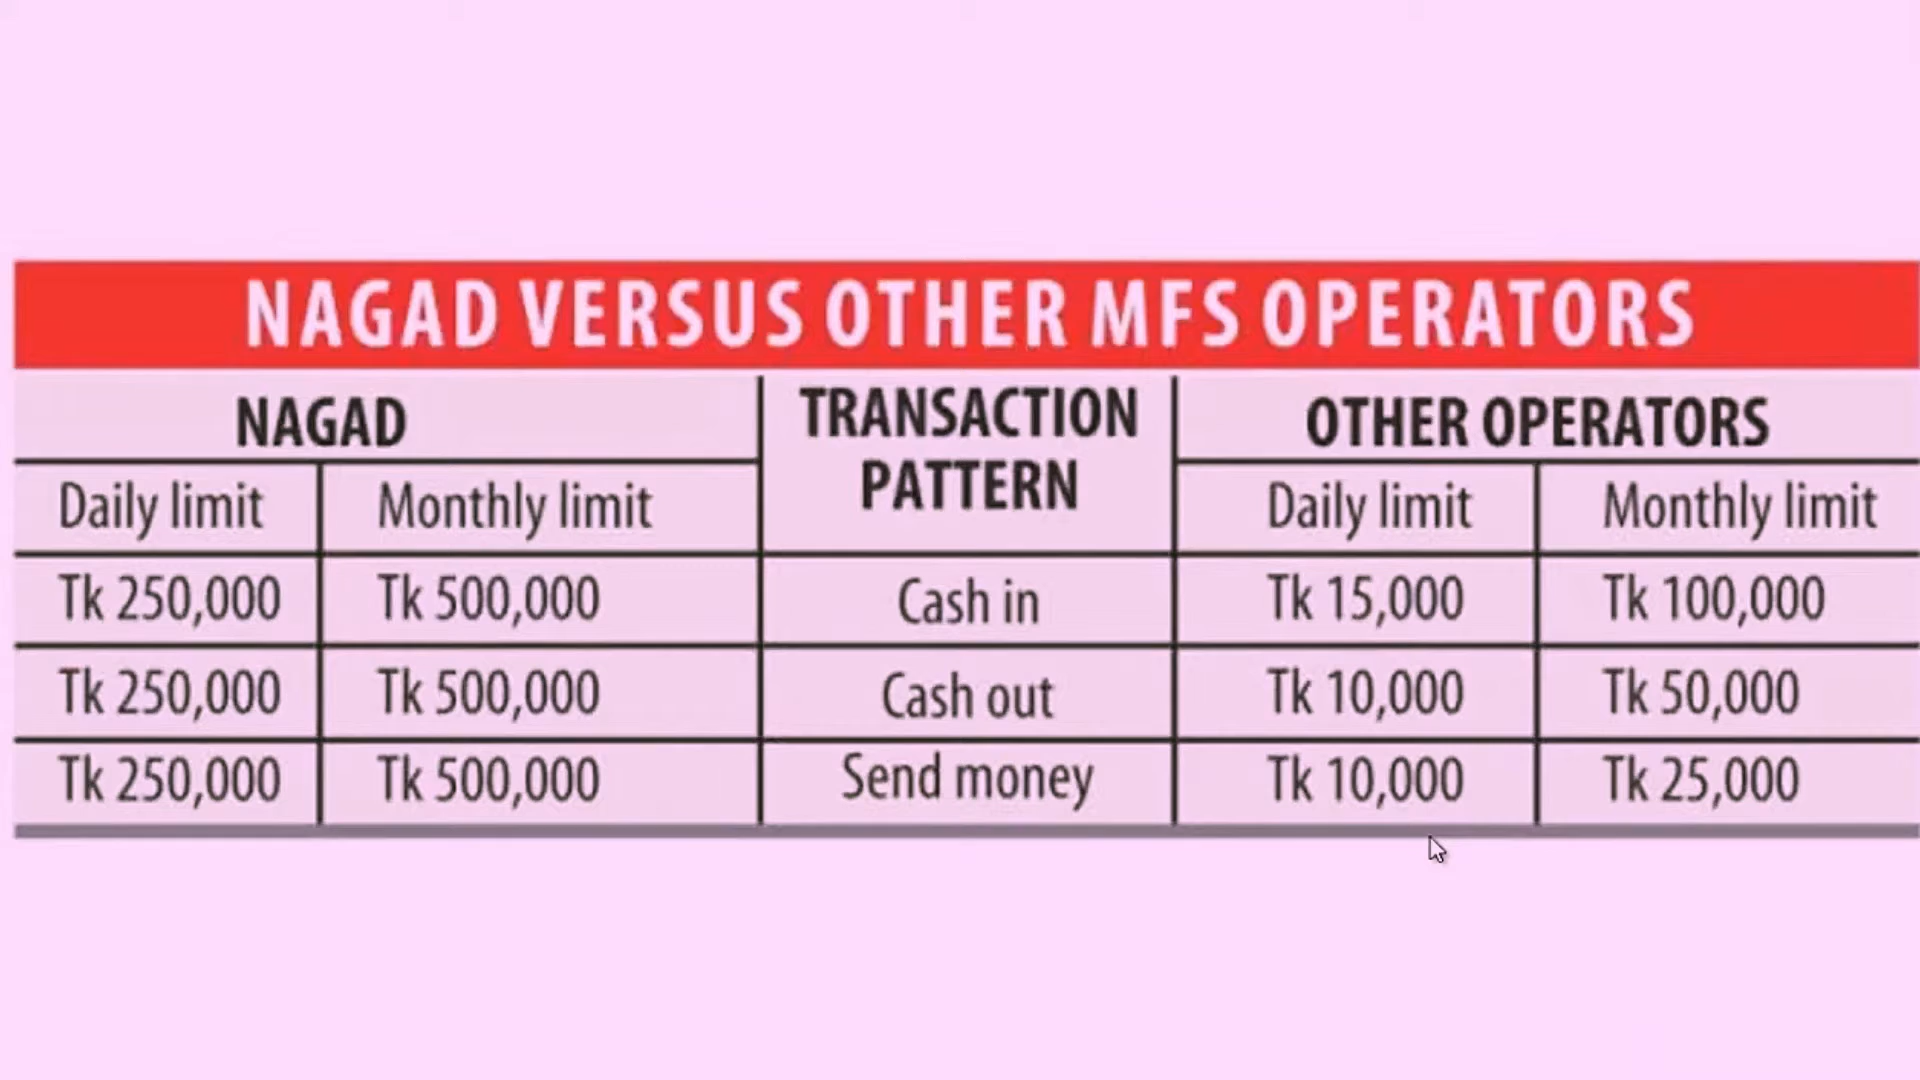 NAGAD VERSUS OTHER MFS OPERATORS
NAGAD TRANSACTION PATTERN OTHER OPERATORS
Daily limit Monthly limit Daily limit Monthly limit
Tk 250,000 Tk 500,000 Cash in Tk 15,000 Tk 100,000
Tk 250,000 Tk 500,000 Cash out Tk 10,000 Tk 50,000
Tk 250,000 Tk 500,000 Send money Tk 10,000 Tk 25,000